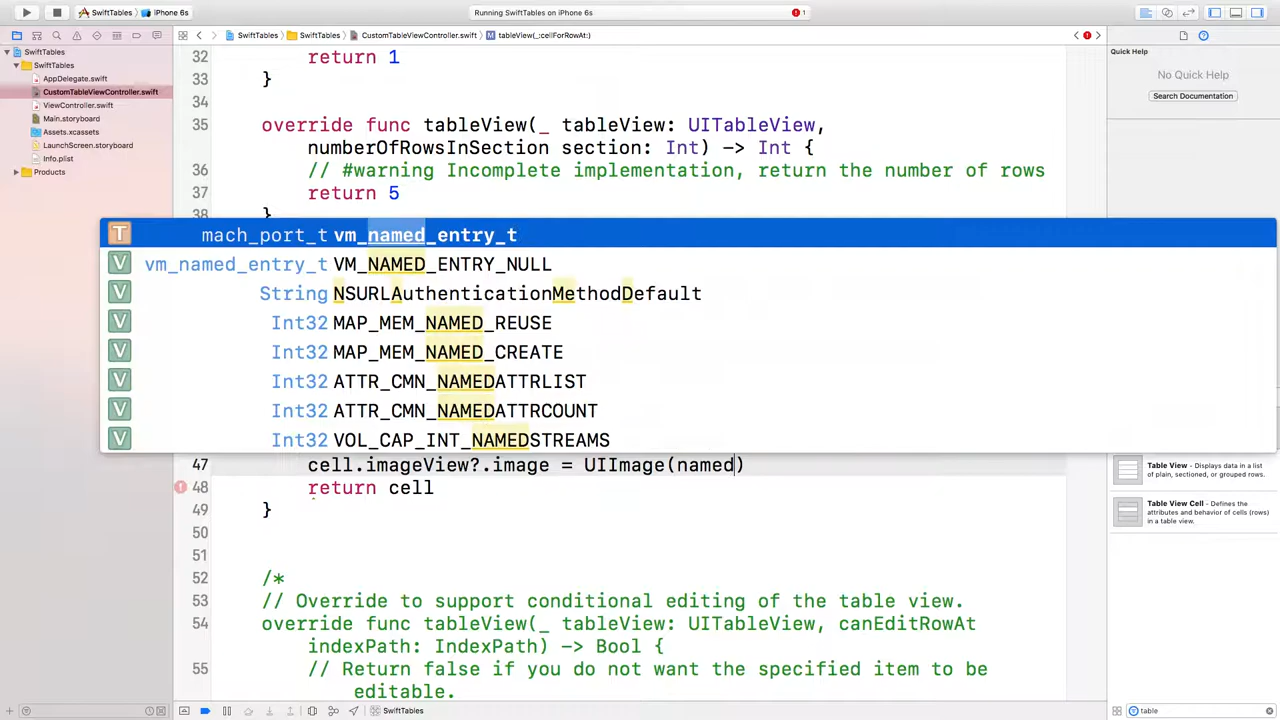 SwiftTables
iPhone 6s
Running SwiftTables on iPhone 6s
1
SwiftTables
SwiftTables
CustomTableViewController.swift
tableView(_:cellForRowAt:)
SwiftTables
SwiftTables
AppDelegate.swift
CustomTableViewController.swift
ViewController.swift
Main.storyboard
Assets.xcassets
LaunchScreen.storyboard
Info.plist
Products
32 return 1
33 }
34
35 override func tableView(_ tableView: UITableView,
numberOfRowsInSection section: Int) -> Int {
36 // #warning Incomplete implementation, return the number of rows
37 return 5
38 }
T mach_port_t vm_named_entry_t
V vm_named_entry_t VM_NAMED_ENTRY_NULL
V String NSURLAuthenticationMethodDefault
V Int32 MAP_MEM_NAMED_REUSE
V Int32 MAP_MEM_NAMED_CREATE
V Int32 ATTR_CMN_NAMEDATTRLIST
V Int32 ATTR_CMN_NAMEDATTRCOUNT
V Int32 VOL_CAP_INT_NAMEDSTREAMS
47 cell.imageView?.image = UIImage(named)
48 return cell
49 }
50
51
52 /*
53 // Override to support conditional editing of the table view.
54 override func tableView(_ tableView: UITableView, canEditRowAt
indexPath: IndexPath) -> Bool {
55 // Return false if you do not want the specified item to be
editable.
SwiftTables
Quick Help
No Quick Help
Search Documentation
Table View - Displays data in a
list of plain, sectioned, or grouped rows.
Table View Cell - Defines the
attributes and behavior of cells (rows)
in a table view.
table